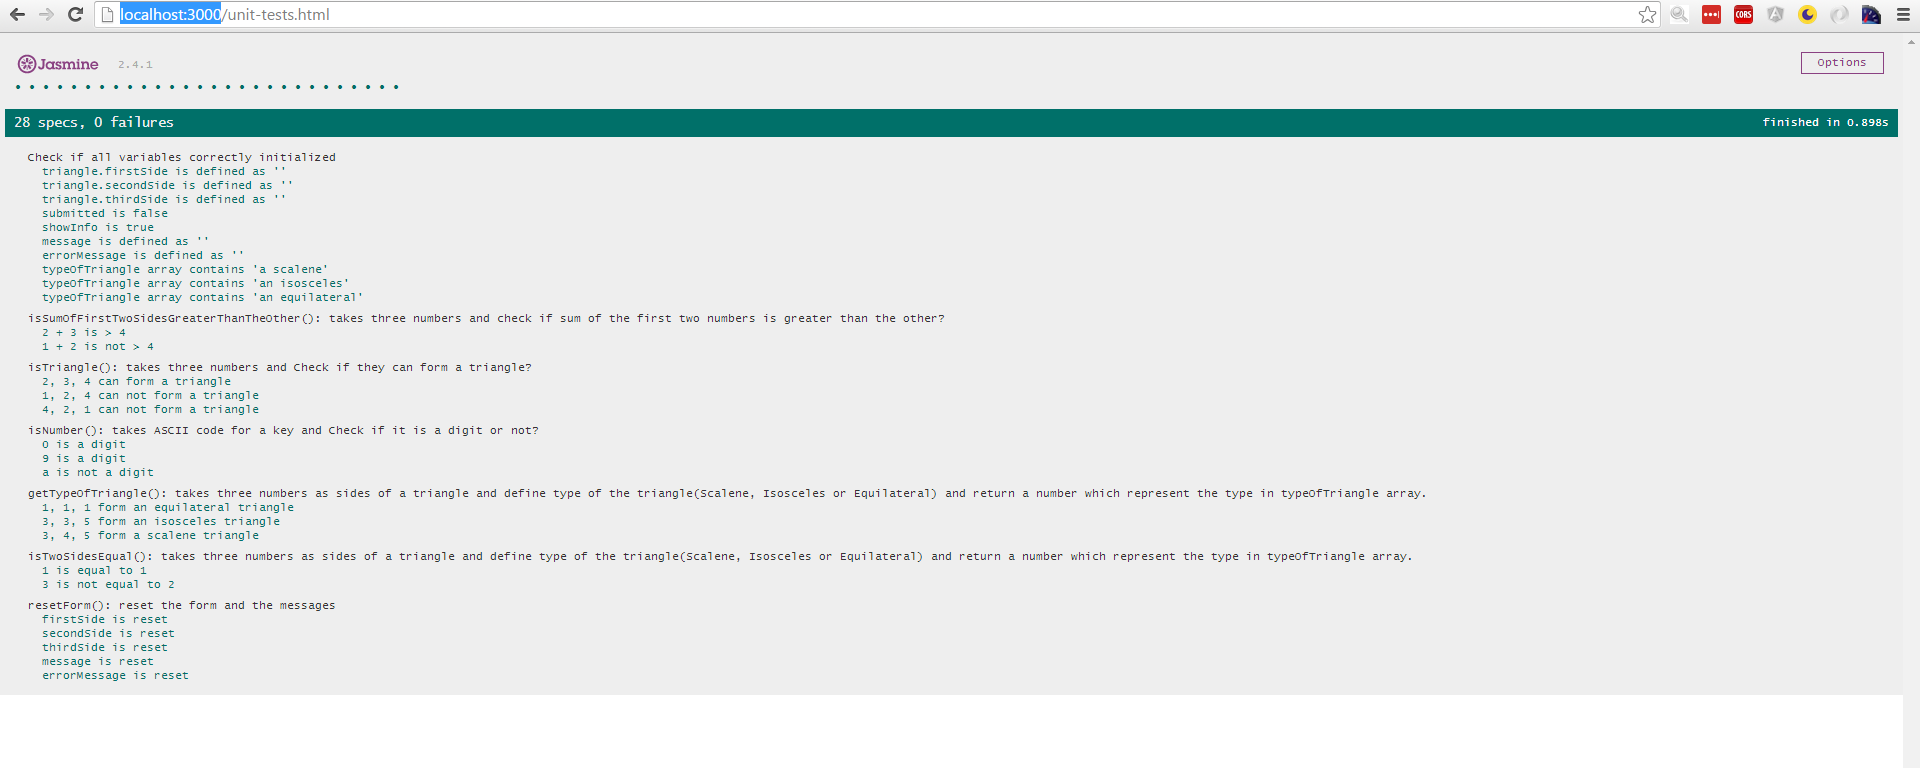 localhost:3000/unit-tests.html
CORS
Jasmine 2.4.1
Options
28 specs, 0 failures
finished in 0.898s
Check if all variables correctly initialized
triangle.firstSide is defined as ''
triangle.secondSide is defined as ''
triangle.thirdSide is defined as ''
submitted is false
showInfo is true
message is defined as ''
errorMessage is defined as ''
typeOfTriangle array contains 'a scalene'
typeOfTriangle array contains 'an isosceles'
typeOfTriangle array contains 'an equilateral'
isSumOfFirstTwoSidesGreaterThanTheOther(): takes three numbers and check if sum of the first two numbers is greater than the other?
2 + 3 is > 4
1 + 2 is not > 4
isTriangle(): takes three numbers and Check if they can form a triangle?
2, 3, 4 can form a triangle
1, 2, 4 can not form a triangle
4, 2, 1 can not form a triangle
isNumber(): takes ASCII code for a key and Check if it is a digit or not?
0 is a digit
9 is a digit
a is not a digit
getTypeOfTriangle(): takes three numbers as sides of a triangle and define type of the triangle(Scalene, Isosceles or Equilateral) and return a number which represent the type in typeOfTriangle array.
1, 1, 1 form an equilateral triangle
3, 3, 5 form an isosceles triangle
3, 4, 5 form a scalene triangle
isTwoSidesEqual(): takes three numbers as sides of a triangle and define type of the triangle(Scalene, Isosceles or Equilateral) and return a number which represent the type in typeOfTriangle array.
1 is equal to 1
3 is not equal to 2
resetForm(): reset the form and the messages
firstSide is reset
secondSide is reset
thirdSide is reset
message is reset
errorMessage is reset